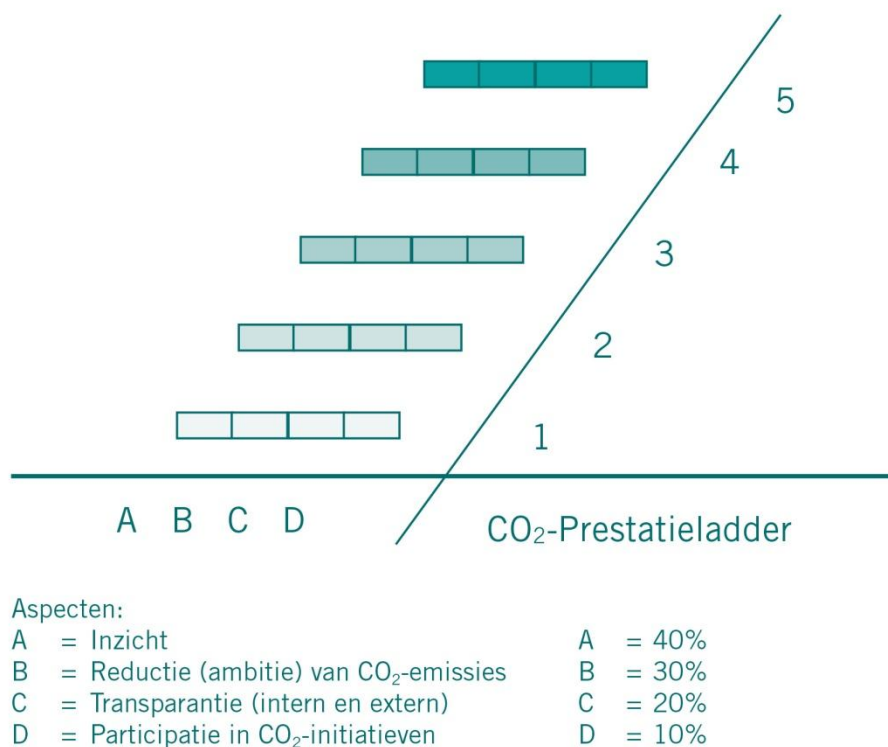 5
4
3
2
1
A B C D
CO₂-Prestatieladder
Aspecten:
A = Inzicht A = 40%
B = Reductie (ambitie) van CO₂-emissies B = 30%
C = Transparantie (intern en extern) C = 20%
D = Participatie in CO₂-initiatieven D = 10%